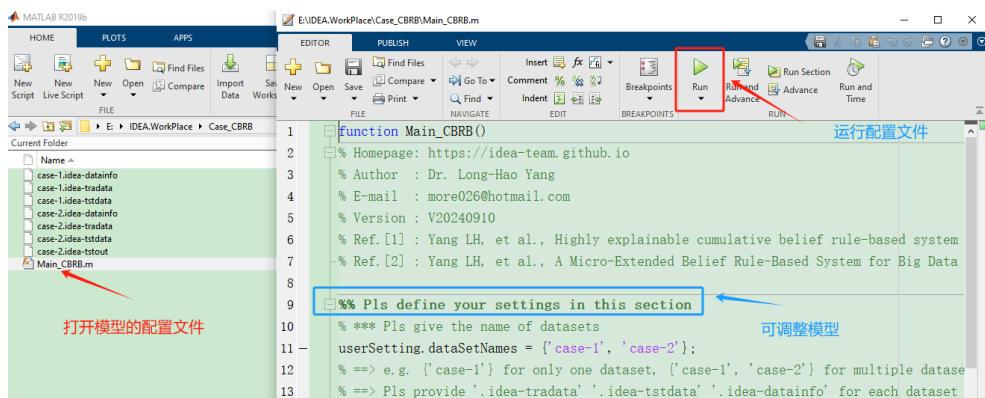 MATLAB R2019b
HOME PLOTS APPS
New Script
New Live Script
New
Open
Find Files
Compare
Import Data
FILE
E: ▸ IDEA.WorkPlace ▸ Case_CBRB
Current Folder
Name
case-1.idea-datainfo
case-1.idea-tradata
case-1.idea-tstdata
case-2.idea-datainfo
case-2.idea-tradata
case-2.idea-tstdata
case-2.idea-tstout
Main_CBRB.m
打开模型的配置文件
E:\IDEA.WorkPlace\Case_CBRB\Main_CBRB.m
EDITOR PUBLISH VIEW
New
Open
Save
Find Files
Compare
Print
Go To
Find
Insert
Comment
Indent
Breakpoints
Run
Run and Advance
Run Section
Advance
Run and Time
FILE NAVIGATE EDIT BREAKPOINTS RUN
运行配置文件
1 function Main_CBRB()
2 % Homepage: https://idea-team.github.io
3 % Author : Dr. Long-Hao Yang
4 % E-mail : more026@hotmail.com
5 % Version : V20240910
6 % Ref.[1] : Yang LH, et al., Highly explainable cumulative belief rule-based system
7 % Ref.[2] : Yang LH, et al., A Micro-Extended Belief Rule-Based System for Big Data
8
9 %% Pls define your settings in this section
可调整模型
10 % *** Pls give the name of datasets
11 userSetting.dataSetNames = {'case-1', 'case-2'};
12 % ==> e.g. {'case-1'} for only one dataset, {'case-1', 'case-2'} for multiple datase
13 % ==> Pls provide '.idea-tradata' '.idea-tstdata' '.idea-datainfo' for each dataset